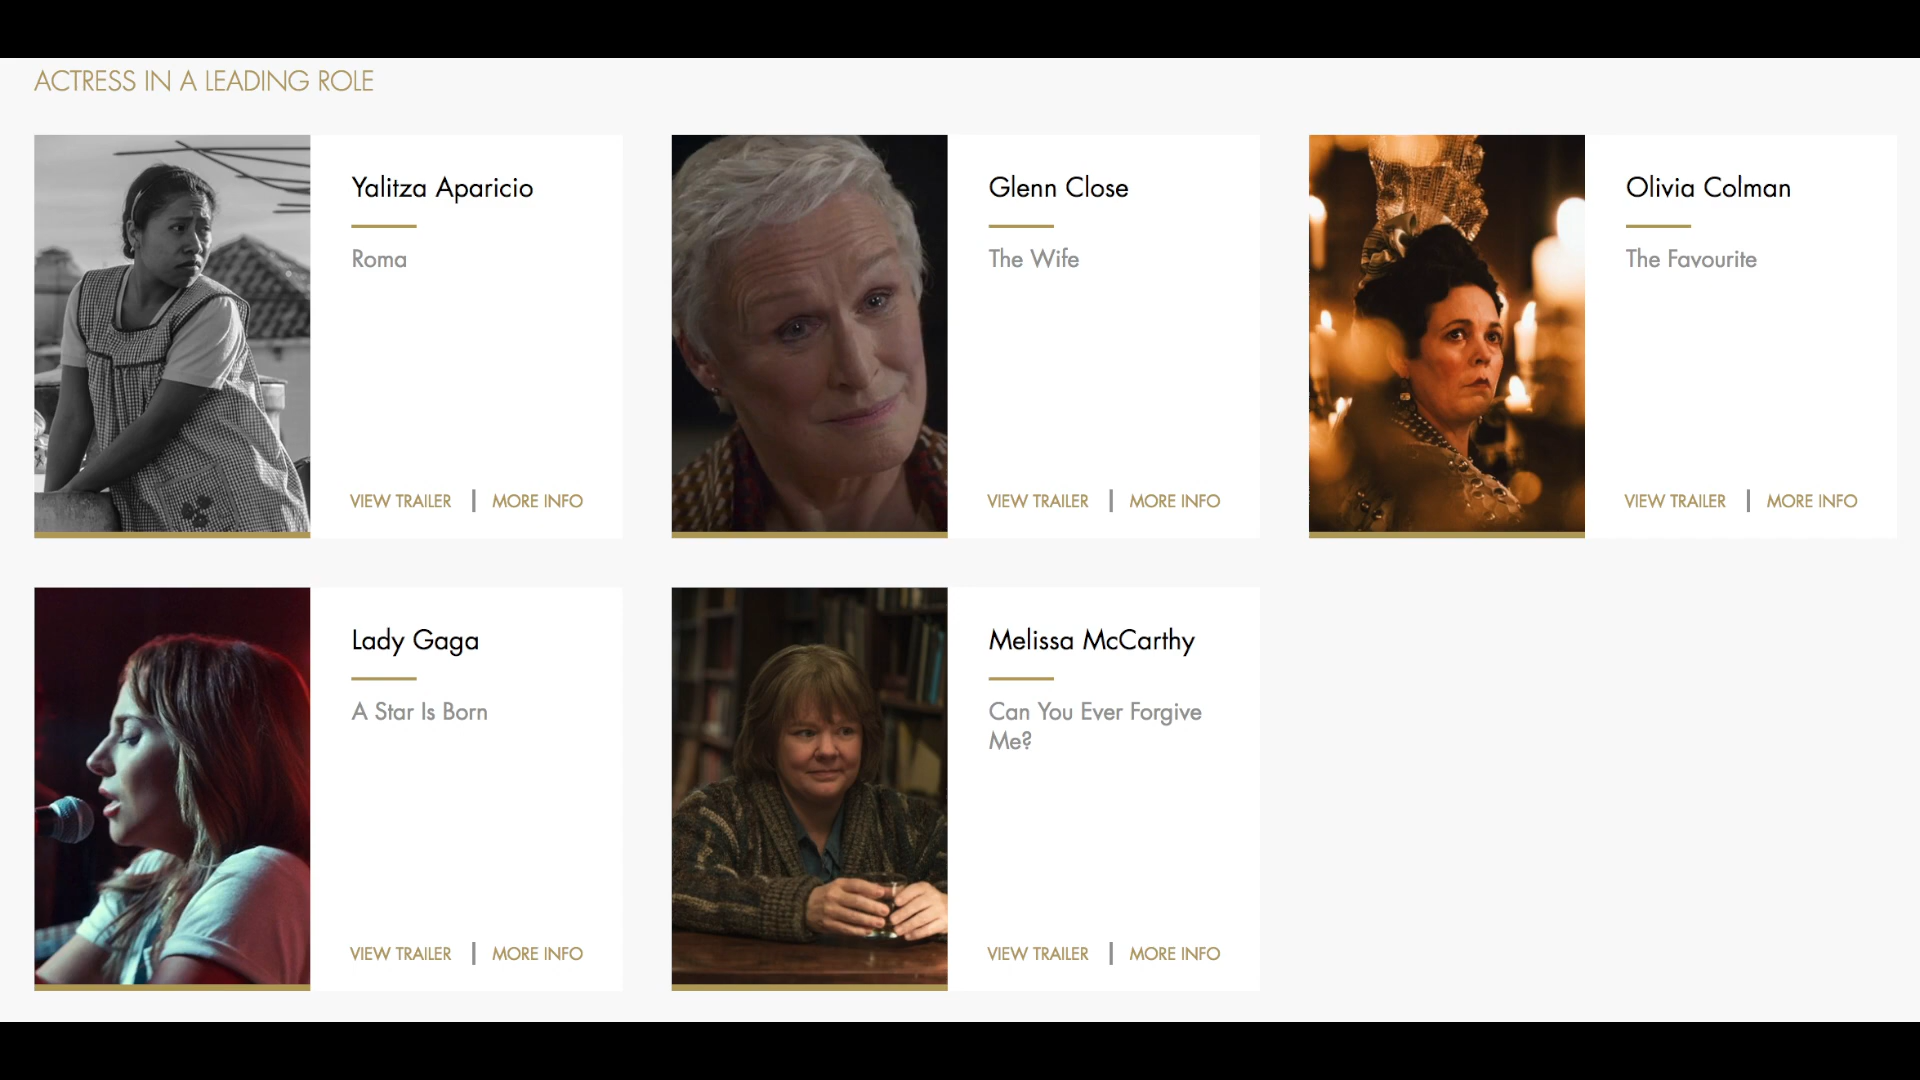 ACTRESS IN A LEADING ROLE
Yalitza Aparicio
Roma
VIEW TRAILER | MORE INFO
Glenn Close
The Wife
VIEW TRAILER | MORE INFO
Olivia Colman
The Favourite
VIEW TRAILER | MORE INFO
Lady Gaga
A Star Is Born
VIEW TRAILER | MORE INFO
Melissa McCarthy
Can You Ever Forgive
Me?
VIEW TRAILER | MORE INFO